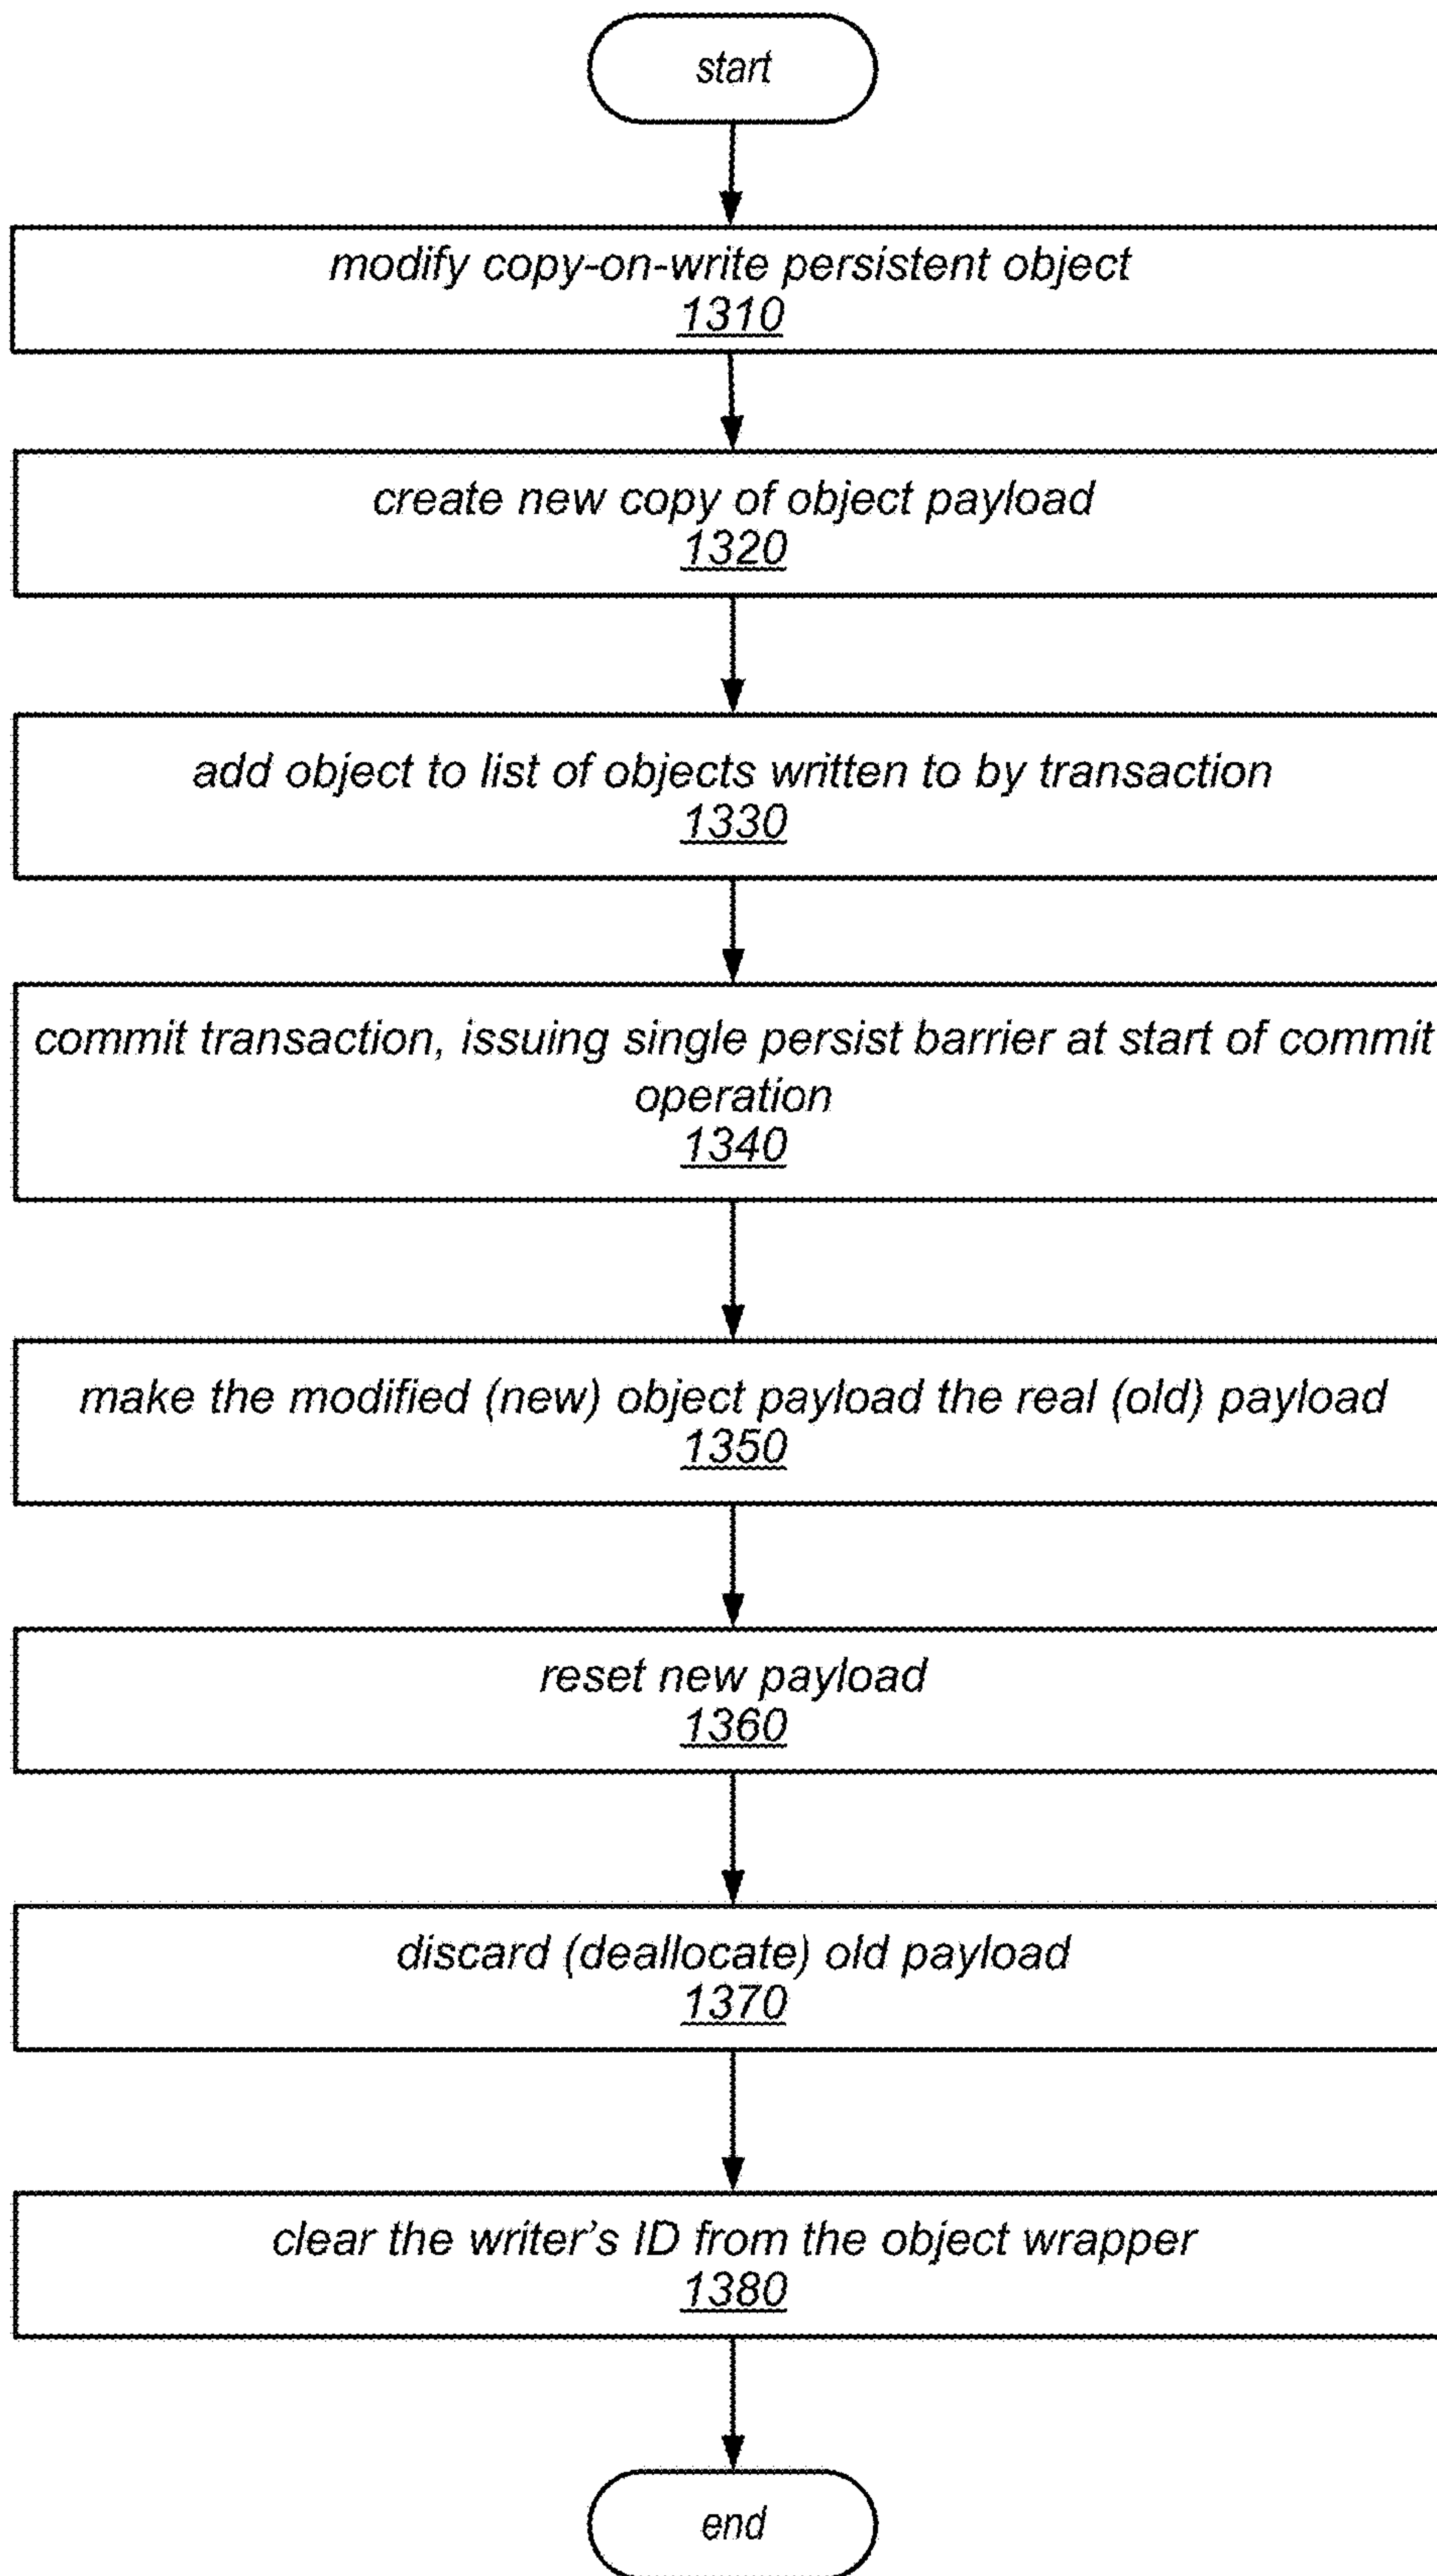 start
modify copy-on-write persistent object
1310
create new copy of object payload
1320
add object to list of objects written to by transaction
1330
commit transaction, issuing single persist barrier at start of commit
operation
1340
make the modified (new) object payload the real (old) payload
1350
reset new payload
1360
discard (deallocate) old payload
1370
clear the writer's ID from the object wrapper
1380
end